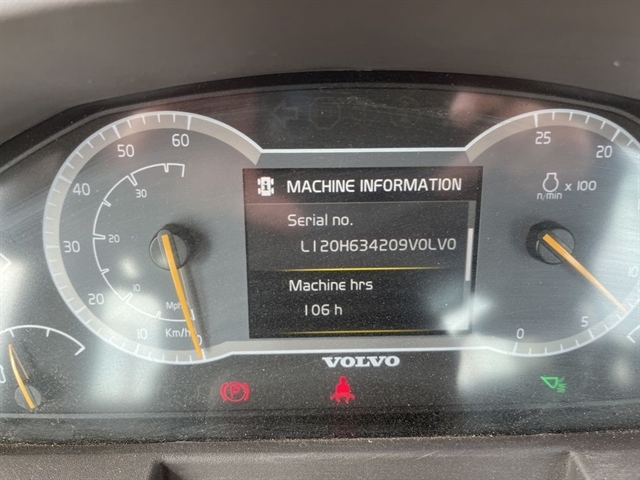 60
50
40
30
20
10
0
30
20
10
Mph
Km/h
MACHINE INFORMATION
Serial no.
L120H634209VOLVO
Machine hrs
106 h
VOLVO
25
20
x 100
n/min
0
5
P